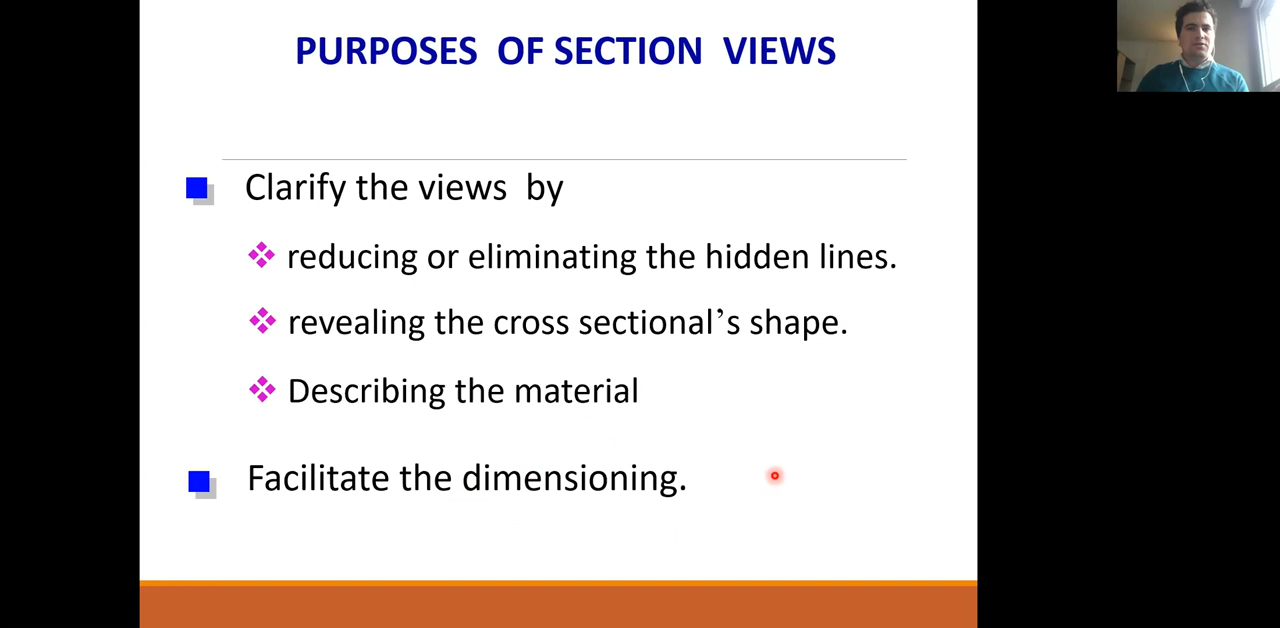 PURPOSES OF SECTION VIEWS
Clarify the views by
reducing or eliminating the hidden lines.
revealing the cross sectional’s shape.
Describing the material
Facilitate the dimensioning.